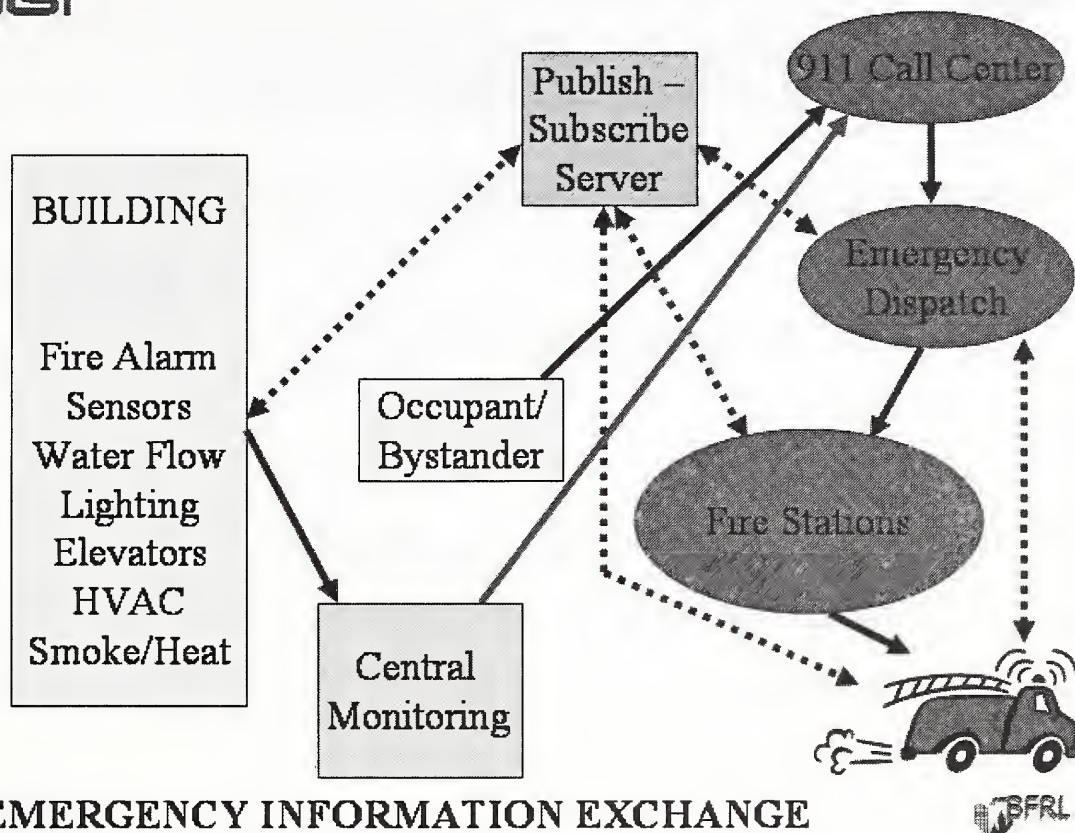 Publish –
Subscribe
Server
911 Call Center
BUILDING
Fire Alarm
Sensors
Water Flow
Lighting
Elevators
HVAC
Smoke/Heat
Occupant/
Bystander
Emergency
Dispatch
Fire Stations
Central
Monitoring
EMERGENCY INFORMATION EXCHANGE
BFRL